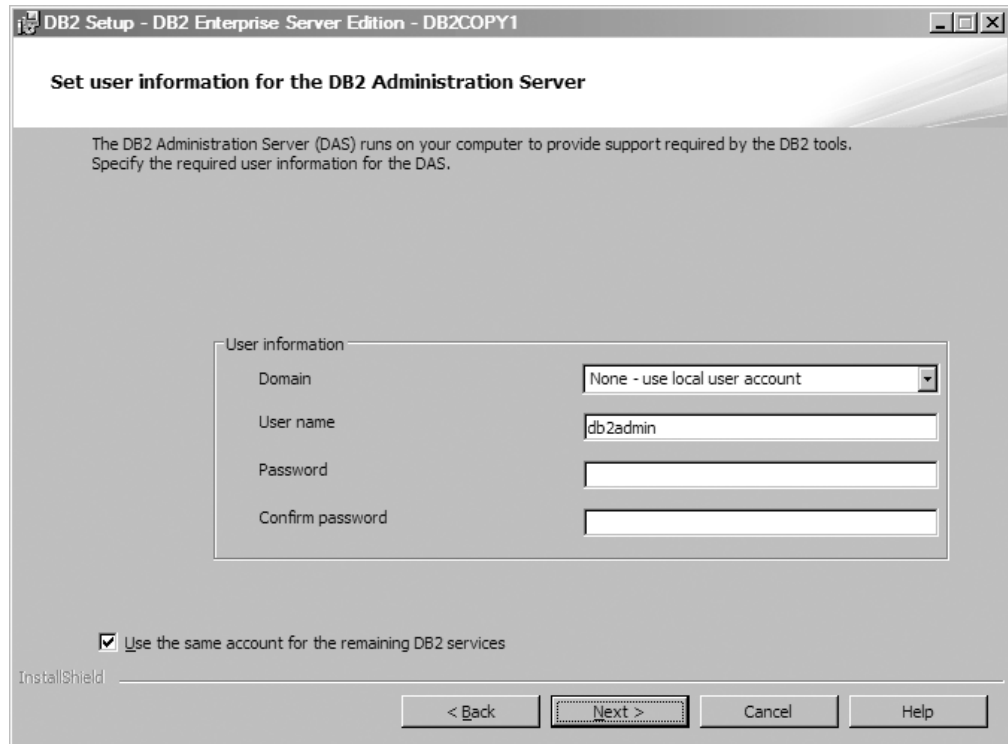 DB2 Setup - DB2 Enterprise Server Edition - DB2COPY1
Set user information for the DB2 Administration Server
The DB2 Administration Server (DAS) runs on your computer to provide support required by the DB2 tools.
Specify the required user information for the DAS.
User information
Domain
None - use local user account
User name
db2admin
Password
Confirm password
Use the same account for the remaining DB2 services
InstallShield
< Back
Next >
Cancel
Help